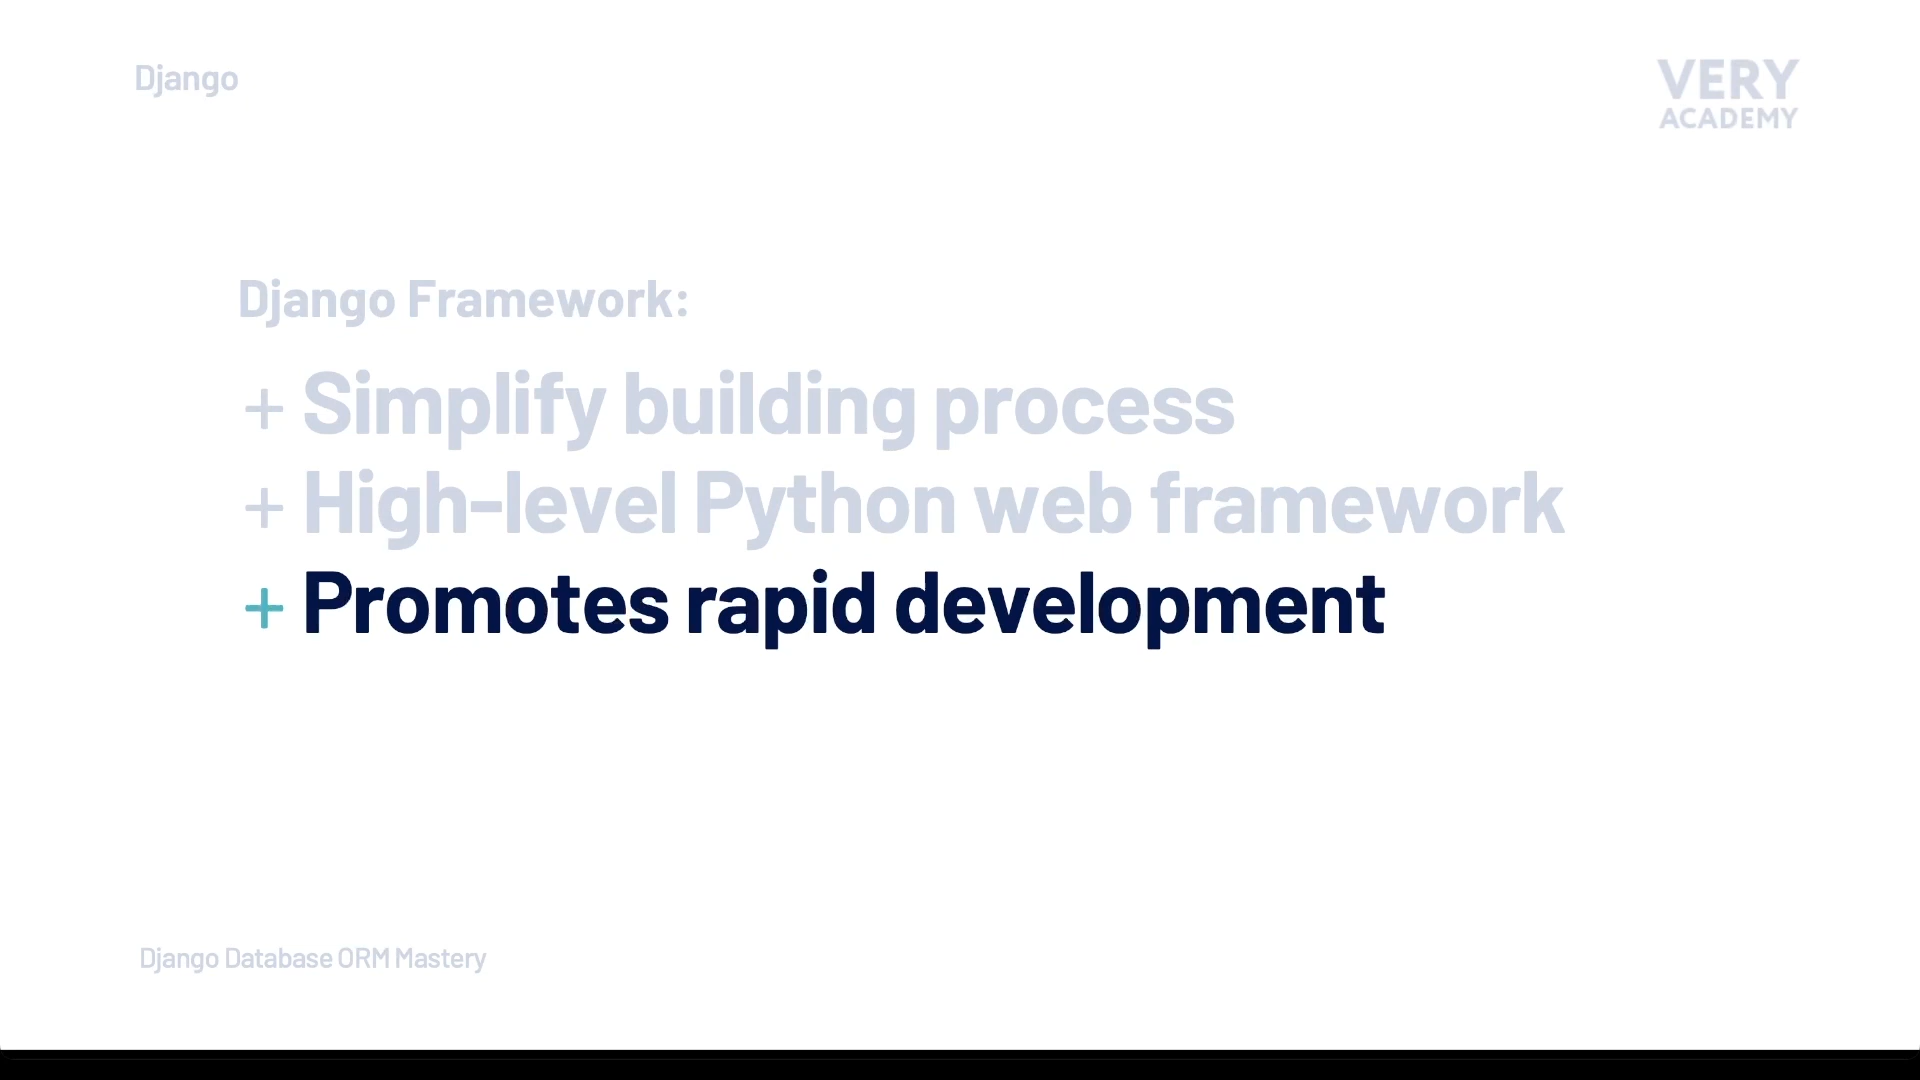 Django
VERY
ACADEMY
Django Framework:
+ Simplify building process
+ High-level Python web framework
+ Promotes rapid development
Django Database ORM Mastery